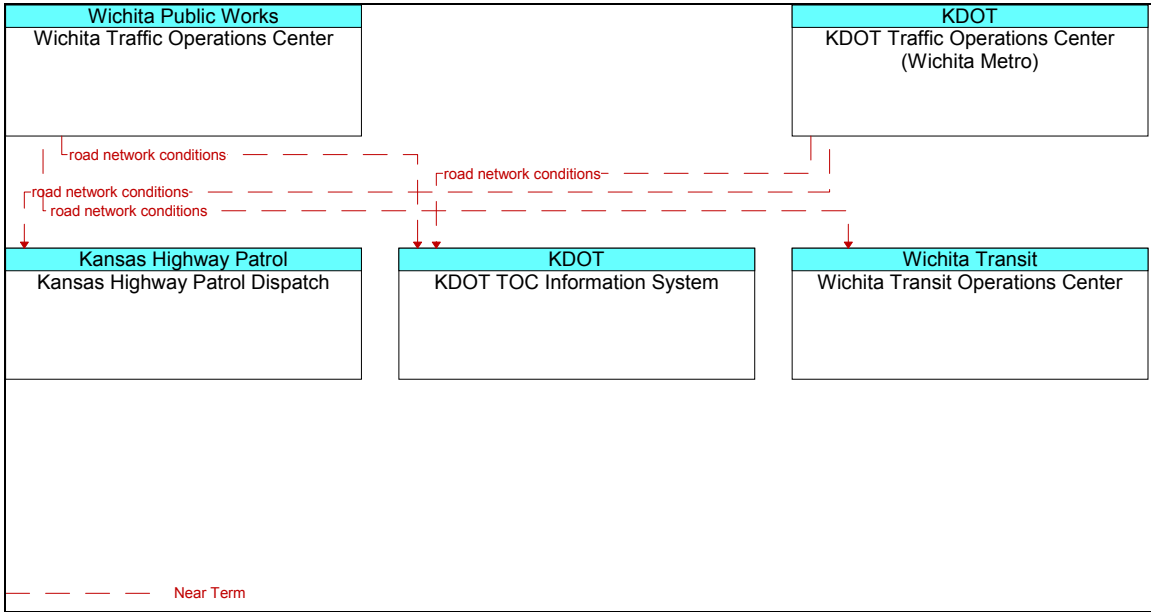 Wichita Public Works
Wichita Traffic Operations Center
KDOT
KDOT Traffic Operations Center
(Wichita Metro)
road network conditions
road network conditions
road network conditions
road network conditions
Kansas Highway Patrol
Kansas Highway Patrol Dispatch
KDOT
KDOT TOC Information System
Wichita Transit
Wichita Transit Operations Center
Near Term